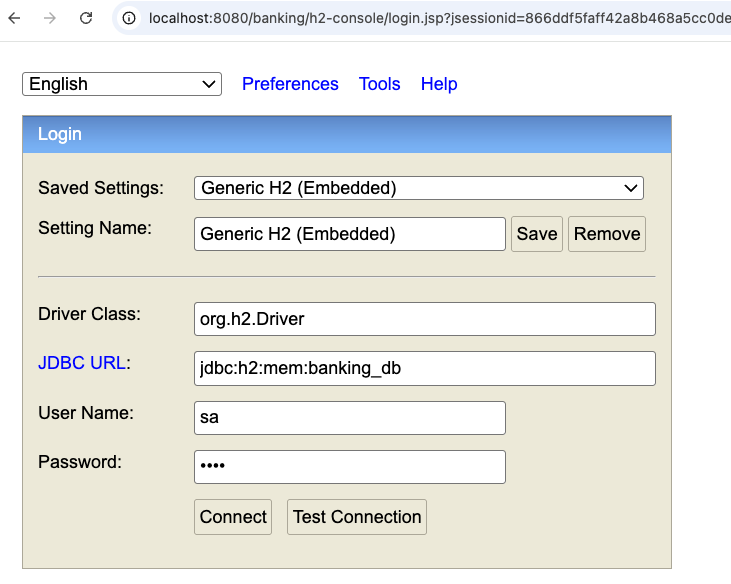 localhost:8080/banking/h2-console/login.jsp?jsessionid=866ddf5faff42a8b468a5cc0de
English Preferences Tools Help
Login
Saved Settings: Generic H2 (Embedded)
Setting Name: Generic H2 (Embedded) Save Remove
Driver Class: org.h2.Driver
JDBC URL: jdbc:h2:mem:banking_db
User Name: sa
Password: ••••
Connect Test Connection